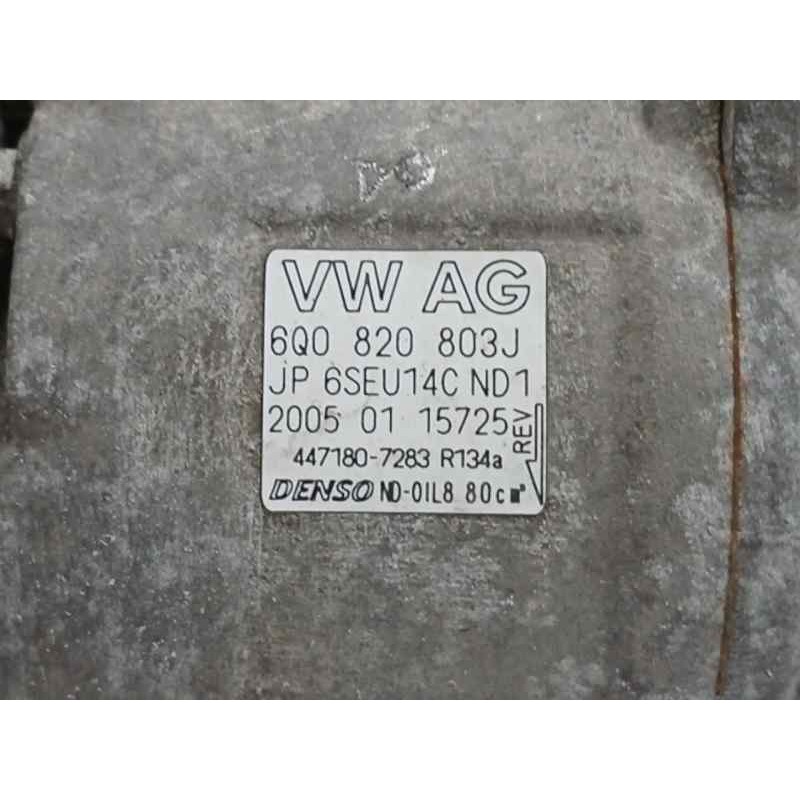 VW AG
6Q0 820 803J
JP 6SEU14C ND1
2005 01 15725
REV
447180-7283 R134a
DENSO ND-OIL8 80cm³